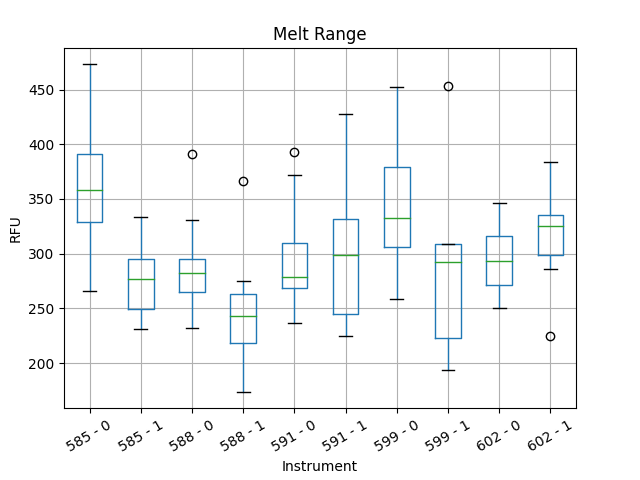 Melt Range
RFU
450
400
350
300
250
200
585 - 0
585 - 1
588 - 0
588 - 1
591 - 0
591 - 1
599 - 0
599 - 1
602 - 0
602 - 1
Instrument